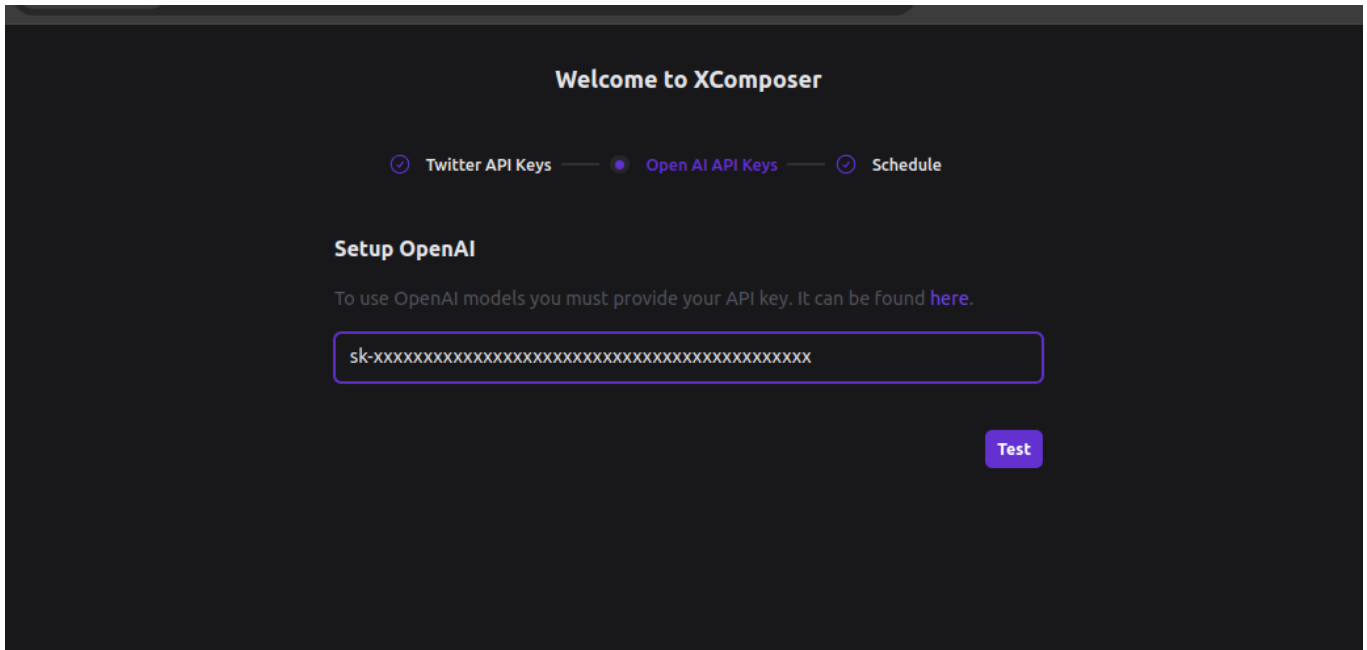 Welcome to XComposer
Twitter API Keys Open AI API Keys Schedule
Setup OpenAI
To use OpenAI models you must provide your API key. It can be found here.
sk-xxxxxxxxxxxxxxxxxxxxxxxxxxxxxxxxxxxxxxxxxxxx
Test